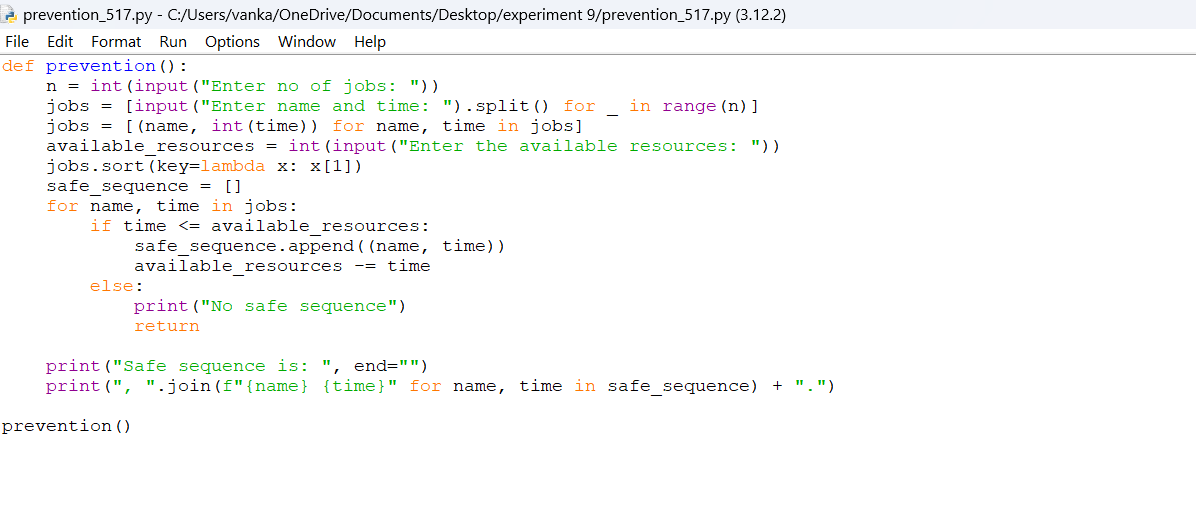 prevention_517.py - C:/Users/vanka/OneDrive/Documents/Desktop/experiment 9/prevention_517.py (3.12.2)
File Edit Format Run Options Window Help
def prevention():
    n = int(input("Enter no of jobs: "))
    jobs = [input("Enter name and time: ").split() for _ in range(n)]
    jobs = [(name, int(time)) for name, time in jobs]
    available_resources = int(input("Enter the available resources: "))
    jobs.sort(key=lambda x: x[1])
    safe_sequence = []
    for name, time in jobs:
        if time <= available_resources:
            safe_sequence.append((name, time))
            available_resources -= time
        else:
            print("No safe sequence")
            return
    print("Safe sequence is: ", end="")
    print(", ".join(f"{name} {time}" for name, time in safe_sequence) + ".")
prevention()